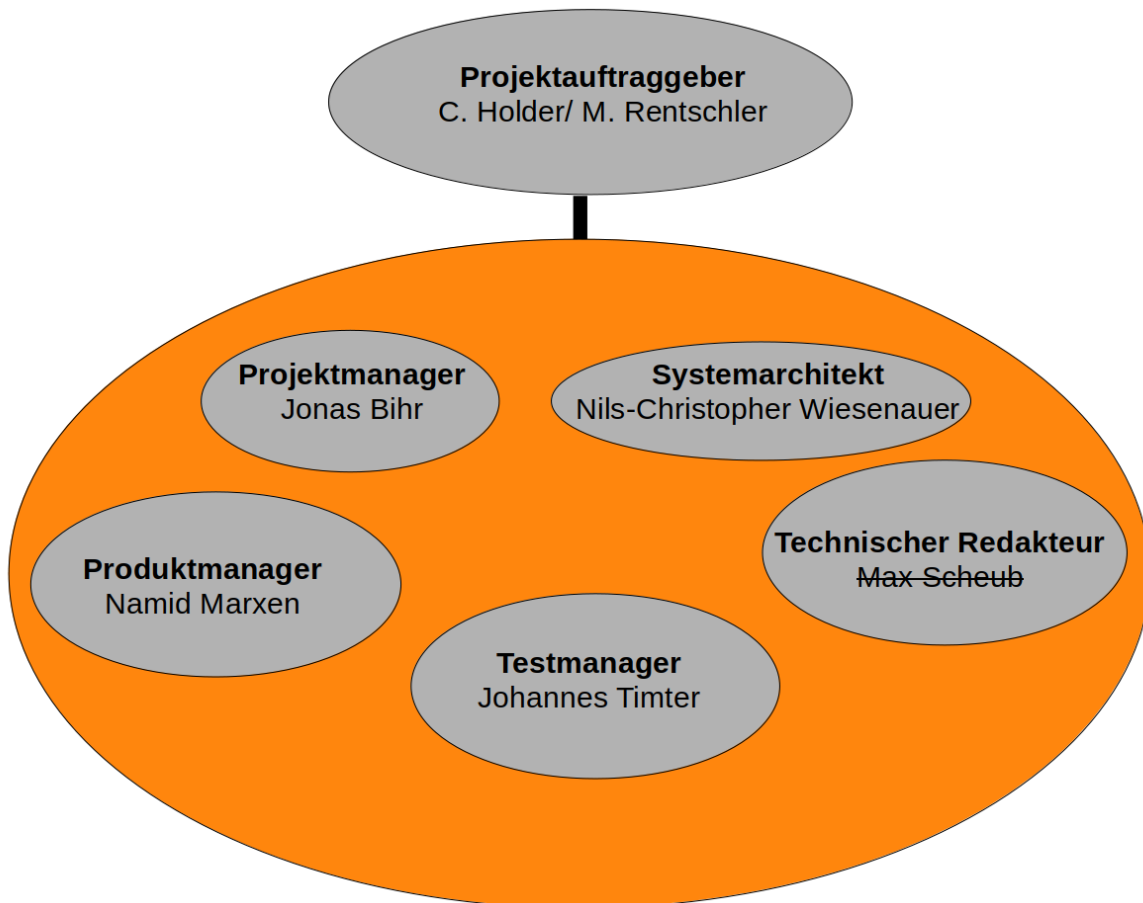 Projektauftraggeber
C. Holder/ M. Rentschler
Projektmanager
Jonas Bihr
Systemarchitekt
Nils-Christopher Wiesenauer
Technischer Redakteur
Max Scheub
Produktmanager
Namid Marxen
Testmanager
Johannes Timter